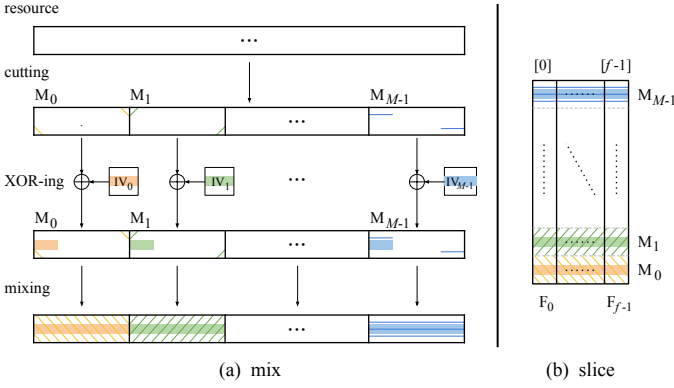 resource
...
cutting
M0 M1 MM-1
...
XOR-ing IV0 IV1 ... IVM-1
M0 M1 MM-1
...
mixing
...
(a) mix
[0] [f-1]
...... MM-1
...... M1
...... M0
F0 Ff-1
(b) slice